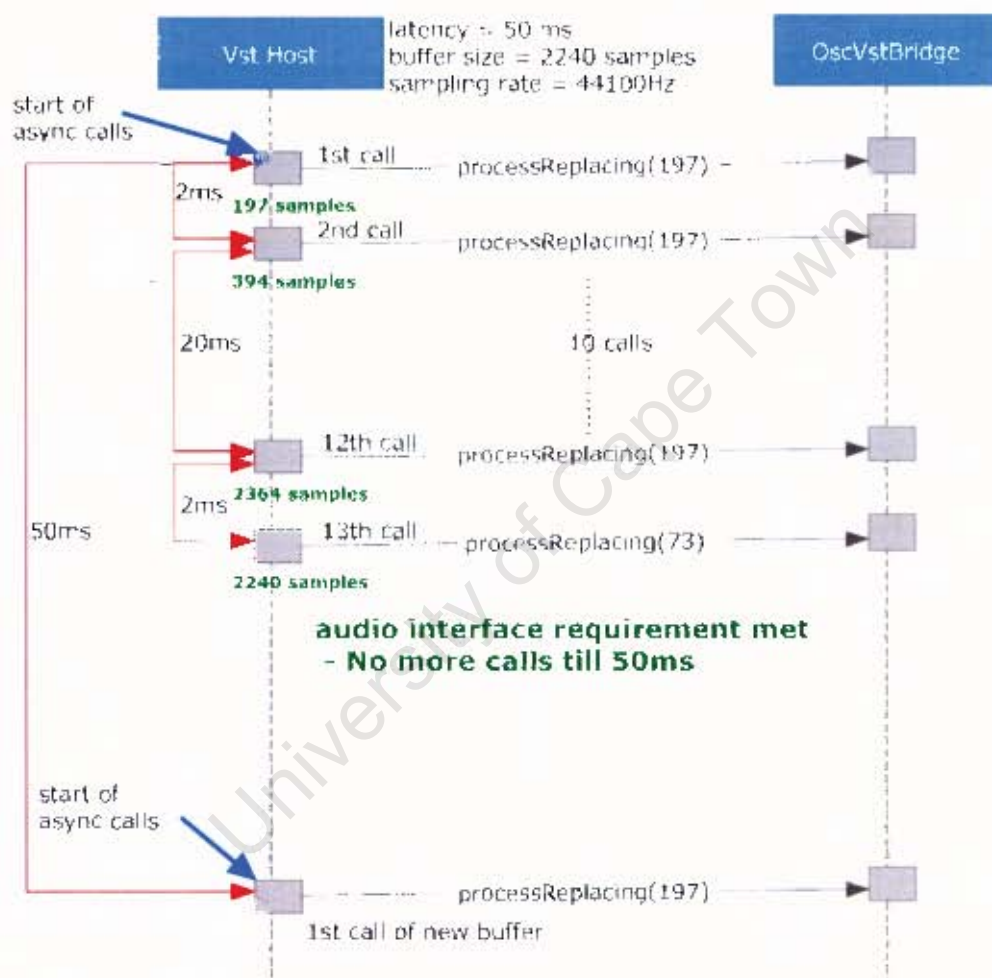 Vst Host
latency ~ 50 ms
buffer size = 2240 samples
sampling rate = 44100Hz
OscVstBridge
start of
async calls
1st call
processReplacing(197)
2ms
197 samples
2nd call
processReplacing(197)
394 samples
20ms
10 calls
12th call
processReplacing(197)
2364 samples
2ms
13th call
processReplacing(73)
50ms
2240 samples
audio interface requirement met
- No more calls till 50ms
start of
async calls
processReplacing(197)
1st call of new buffer
University of Cape Town